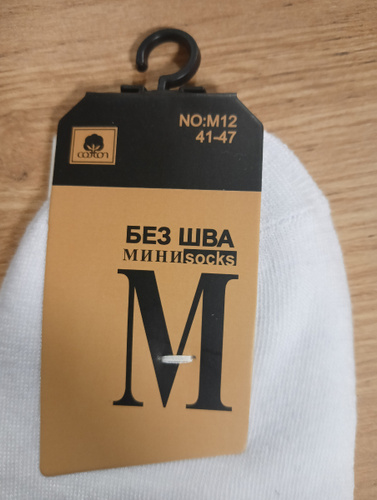 NO:M12
41-47
cotton
БЕЗ ШВА
МИНИsocks
M